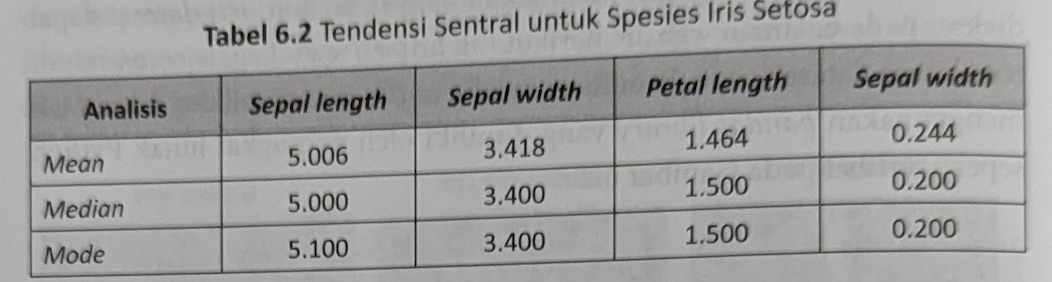 Tabel 6.2 Tendensi Sentral untuk Spesies Iris Setosa
Analisis Sepal length Sepal width Petal length Sepal width
Mean 5.006 3.418 1.464 0.244
Median 5.000 3.400 1.500 0.200
Mode 5.100 3.400 1.500 0.200